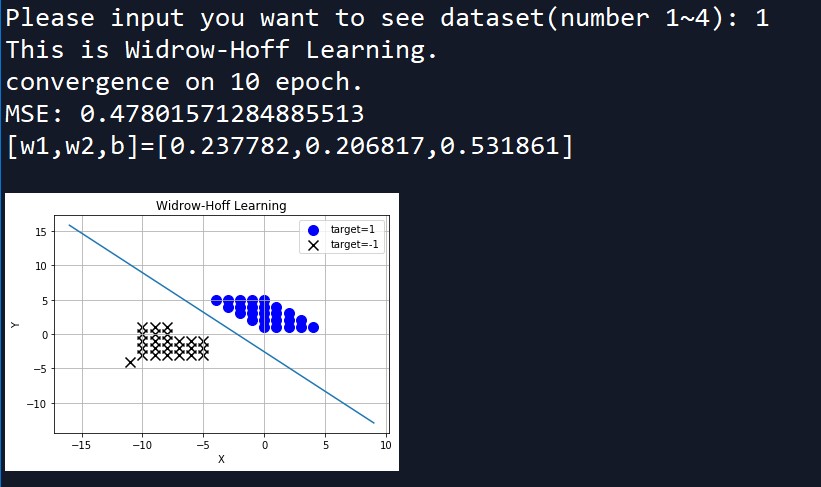 Please input you want to see dataset(number 1~4): 1
This is Widrow-Hoff Learning.
convergence on 10 epoch.
MSE: 0.47801571284885513
[w1,w2,b]=[0.237782,0.206817,0.531861]
Widrow-Hoff Learning
target=1
target=-1
15
10
5
0
−5
−10
Y
−15 −10 −5 0 5 10
X